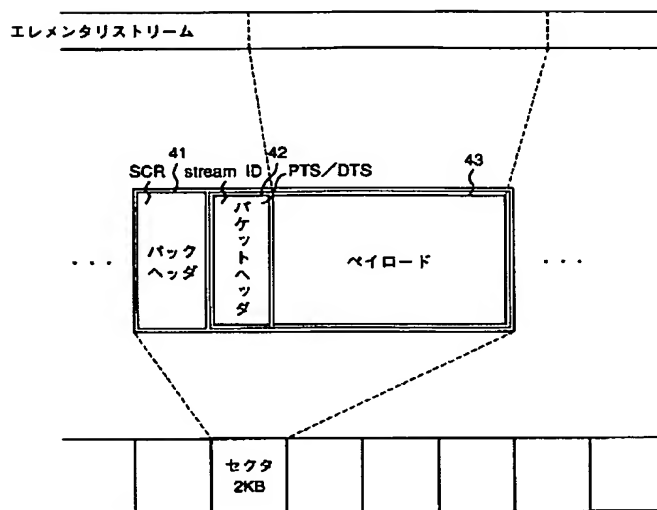 エレメンタリストリーム
41 42 43
SCR stream ID PTS/DTS
パック
ヘッダ
パケットヘッダ
ペイロード
セクタ
2KB